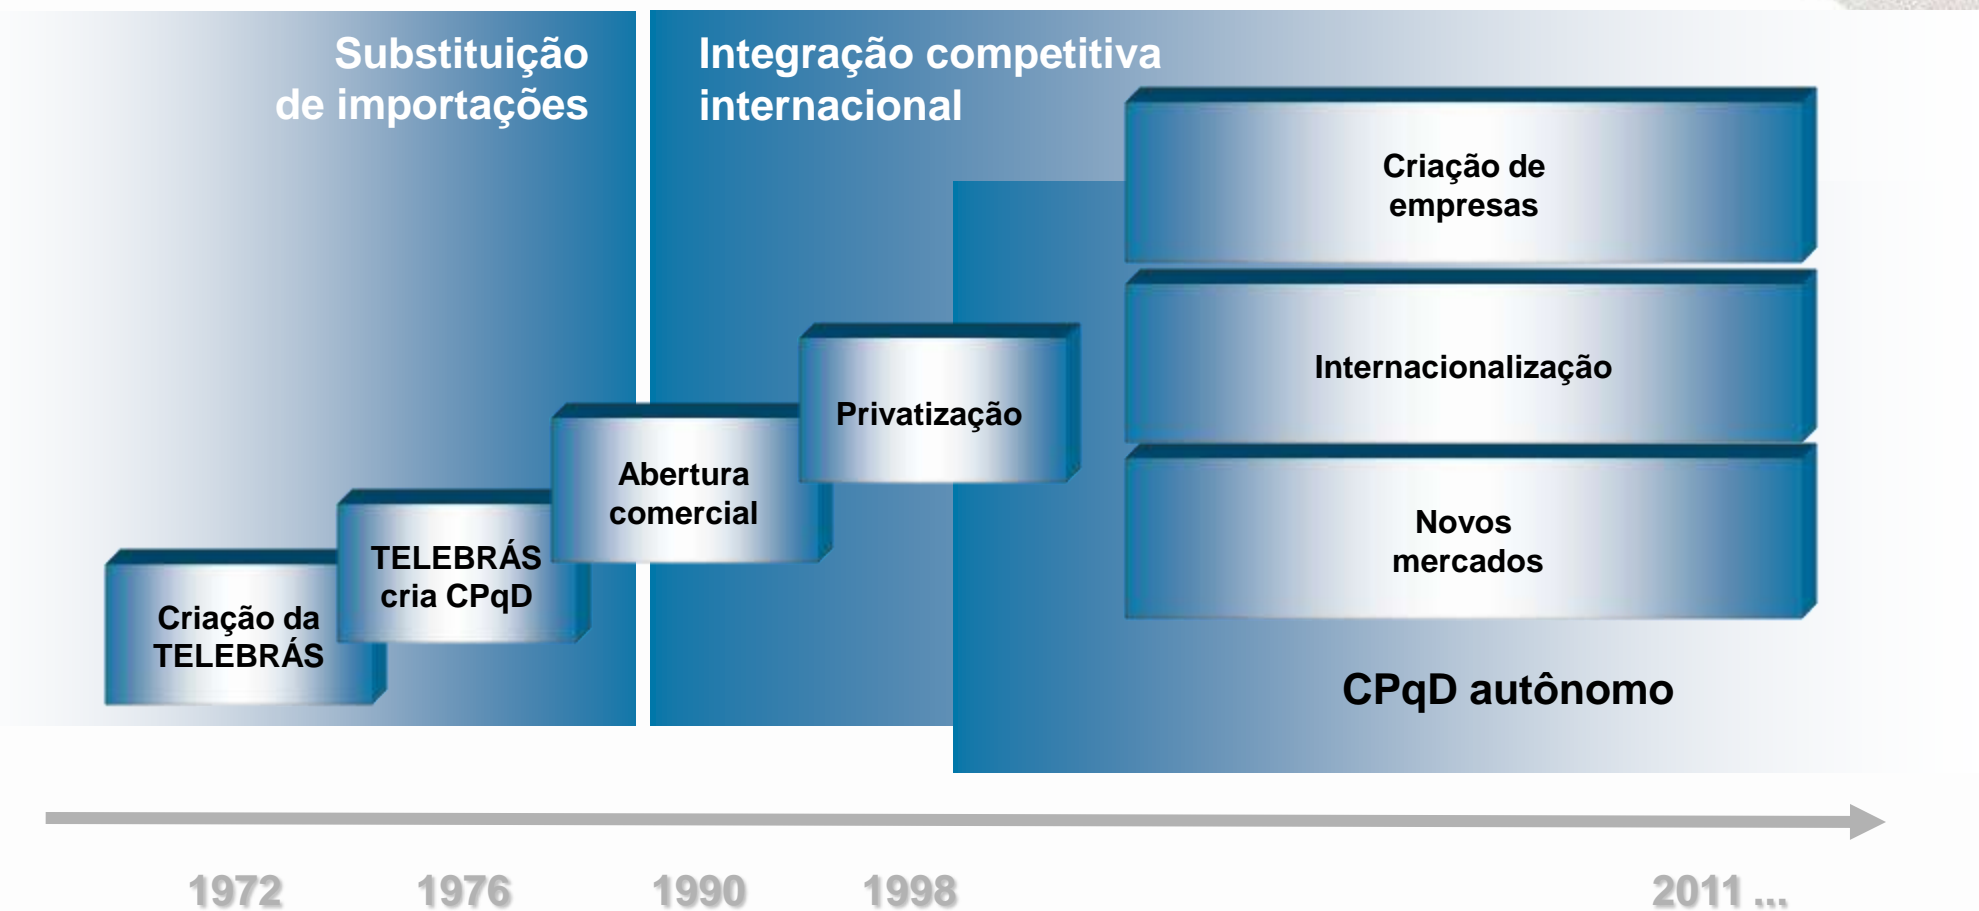 Substituição
de importações
Integração competitiva
internacional
Criação de
empresas
Internacionalização
Privatização
Abertura
comercial
Novos
mercados
TELEBRÁS
cria CPqD
Criação da
TELEBRÁS
CPqD autônomo
1972
1976
1990
1998
2011 ...